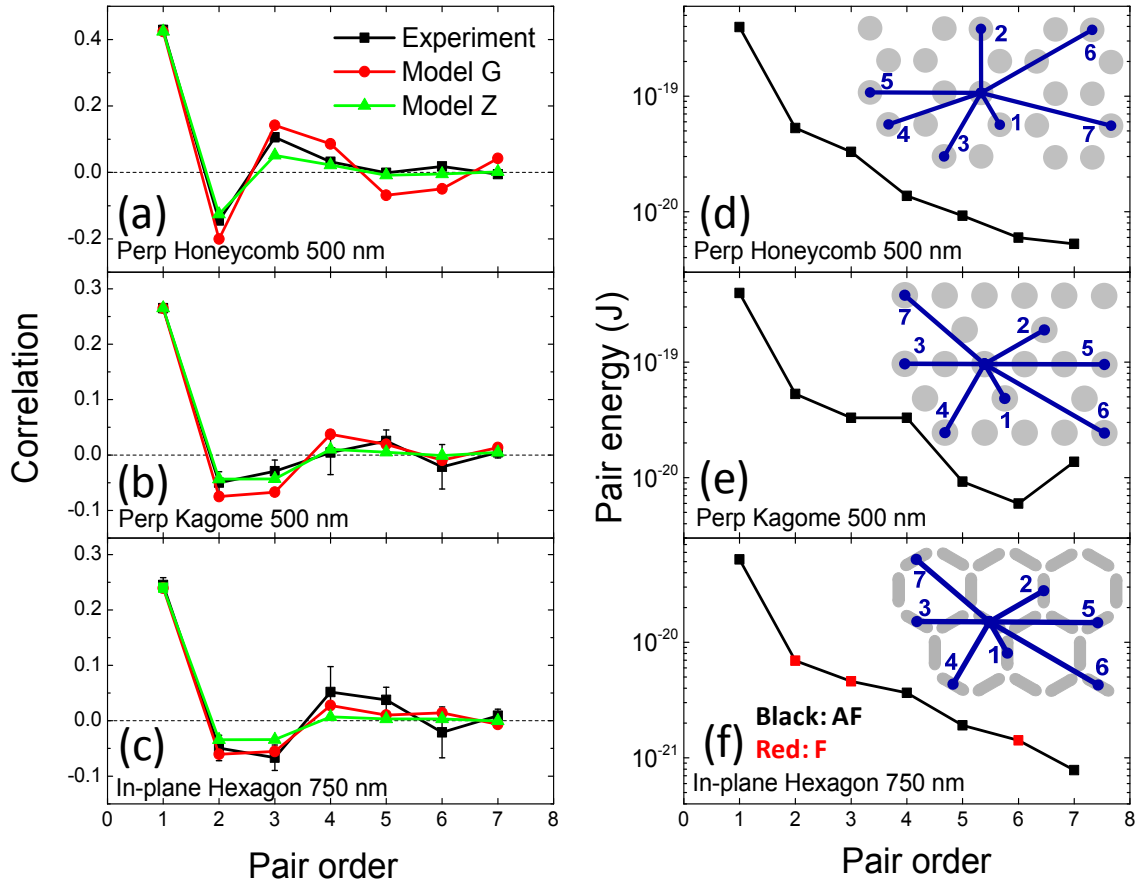 Experiment
Model G
Model Z
0.4
0.2
0.0
-0.2
(a)
Perp Honeycomb 500 nm
0.3
0.2
0.1
0.0
-0.1
(b)
Perp Kagome 500 nm
0.3
0.2
0.1
0.0
-0.1
(c)
In-plane Hexagon 750 nm
0 1 2 3 4 5 6 7 8
Pair order
Correlation
10⁻¹⁹
10⁻²⁰
2
6
5
1
7
4
3
(d)
Perp Honeycomb 500 nm
10⁻¹⁹
10⁻²⁰
7
2
3
5
4
1
6
(e)
Perp Kagome 500 nm
10⁻²⁰
10⁻²¹
7
2
3
5
4
1
6
Black: AF
Red: F
(f)
In-plane Hexagon 750 nm
0 1 2 3 4 5 6 7 8
Pair order
Pair energy (J)